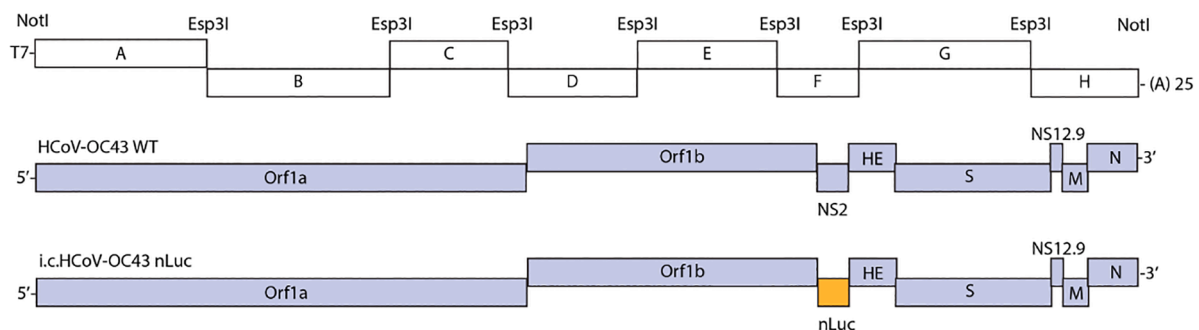 NotI Esp3I Esp3I Esp3I Esp3I Esp3I Esp3I Esp3I NotI
T7- A C E G
B D F H - (A) 25
HCoV-OC43 WT NS12.9
Orf1b HE N -3’
5’- Orf1a S M
NS2
i.c.HCoV-OC43 nLuc NS12.9
Orf1b HE N -3’
5’- Orf1a S M
nLuc